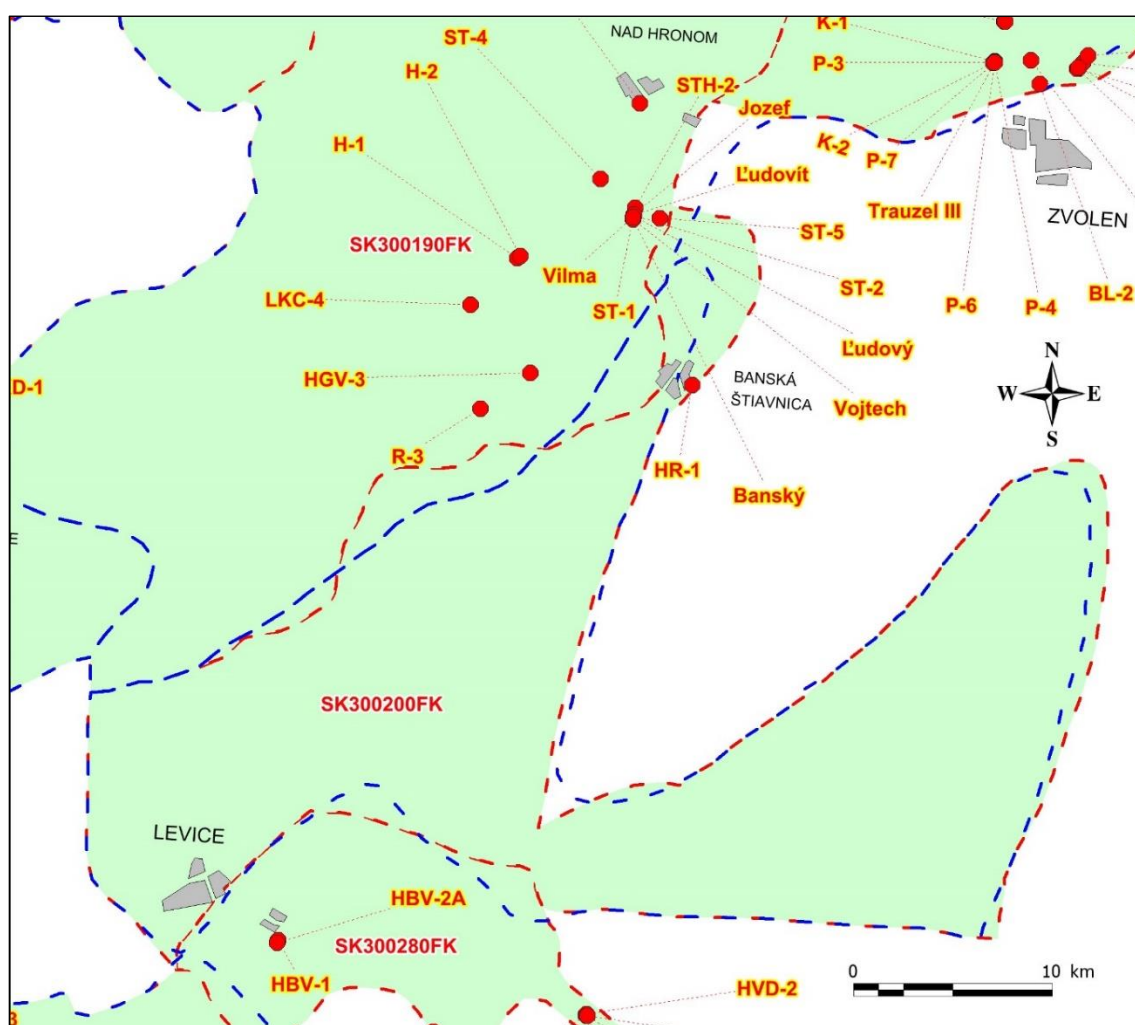 K-1
ST-4
NAD HRONOM
H-2
P-3
STH-2
Jozef
H-1
K-2
P-7
Ľudovít
Trauzel III
ZVOLEN
ST-5
SK300190FK
Vilma
ST-2
BL-2
LKC-4
ST-1
P-6
P-4
Ľudový
N
HGV-3
BANSKÁ
ŠTIAVNICA
D-1
W
E
Vojtech
S
R-3
HR-1
Banský
E
SK300200FK
LEVICE
HBV-2A
SK300280FK
HBV-1
0
10 km
HVD-2
3